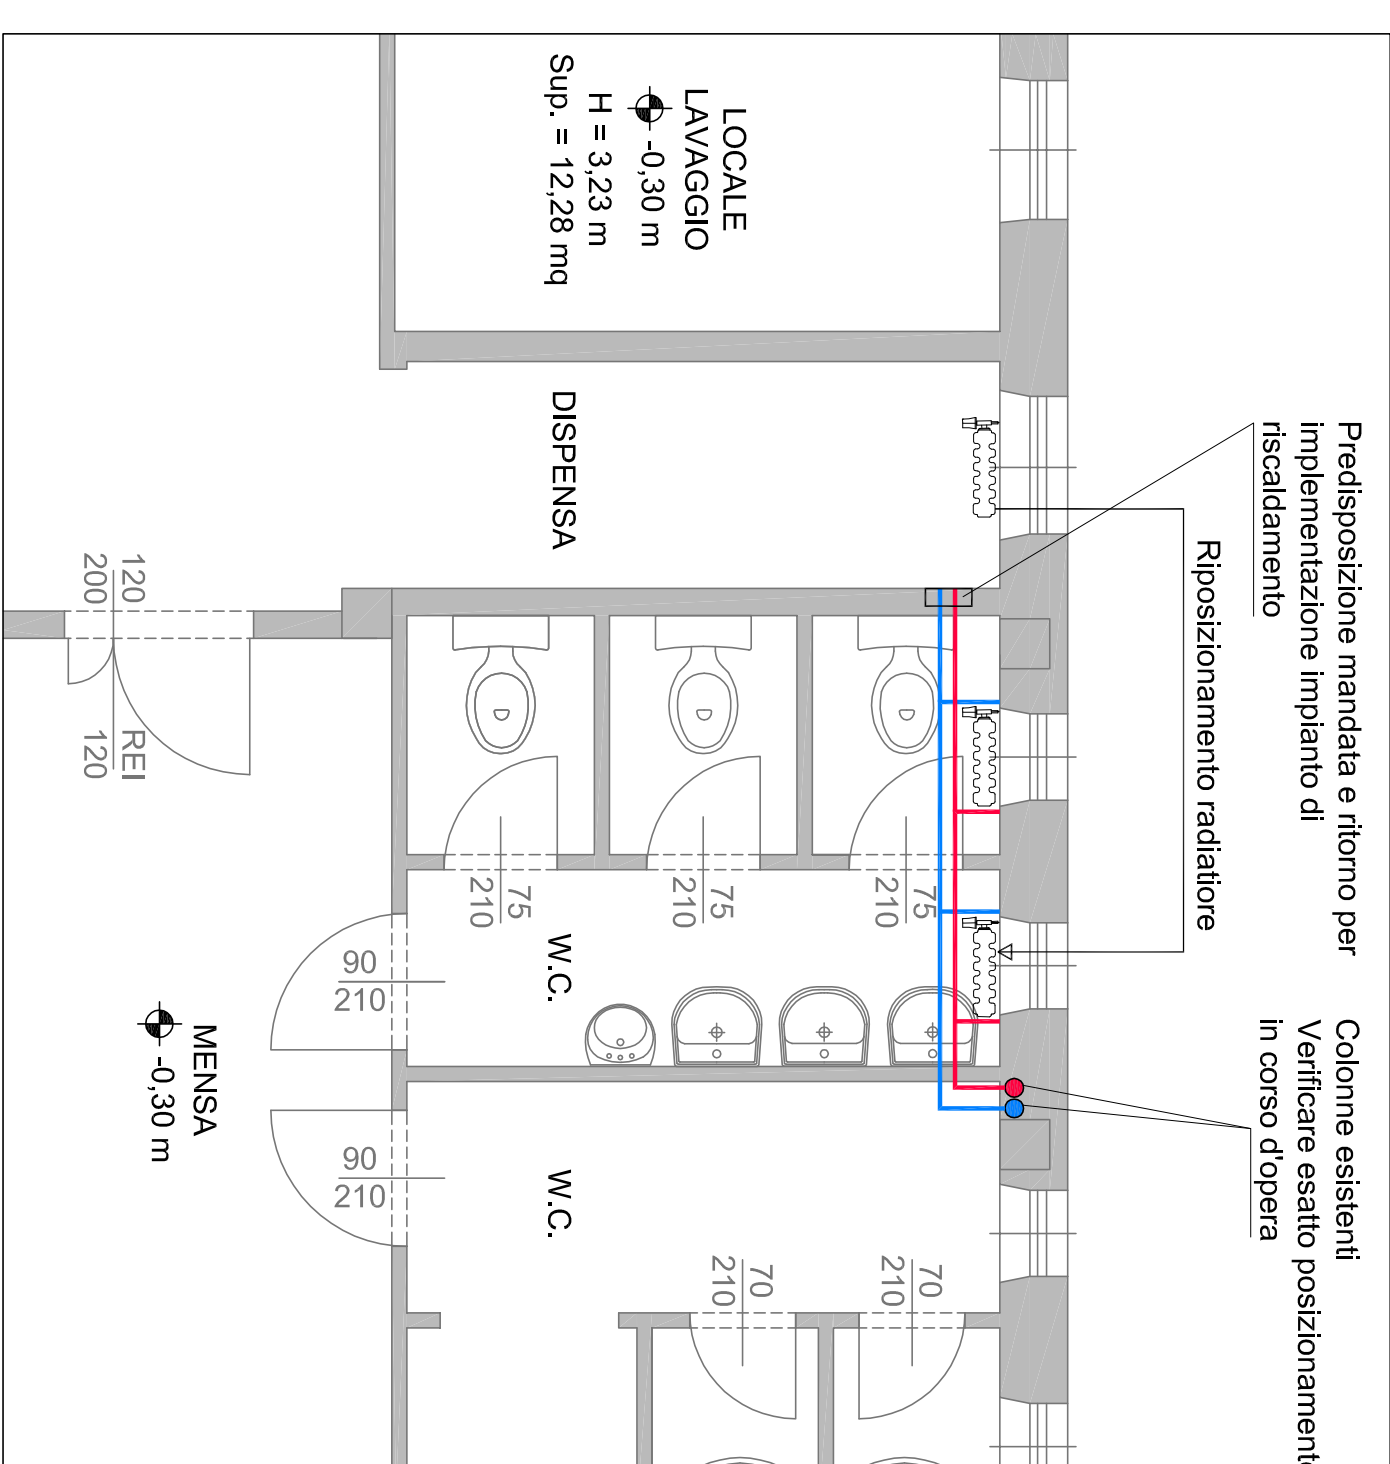 Predisposizione mandata e ritorno per
implementazione impianto di
riscaldamento
Colonne esistenti
Verificare esatto posizionamento
in corso d'opera
Riposizionamento radiatiore
LOCALE
LAVAGGIO
-0,30 m
H = 3,23 m
Sup. = 12,28 mq
DISPENSA
W.C.
W.C.
75
210
75
210
75
210
70
210
70
210
90
210
90
210
MENSA
-0,30 m
120
200
REI
120